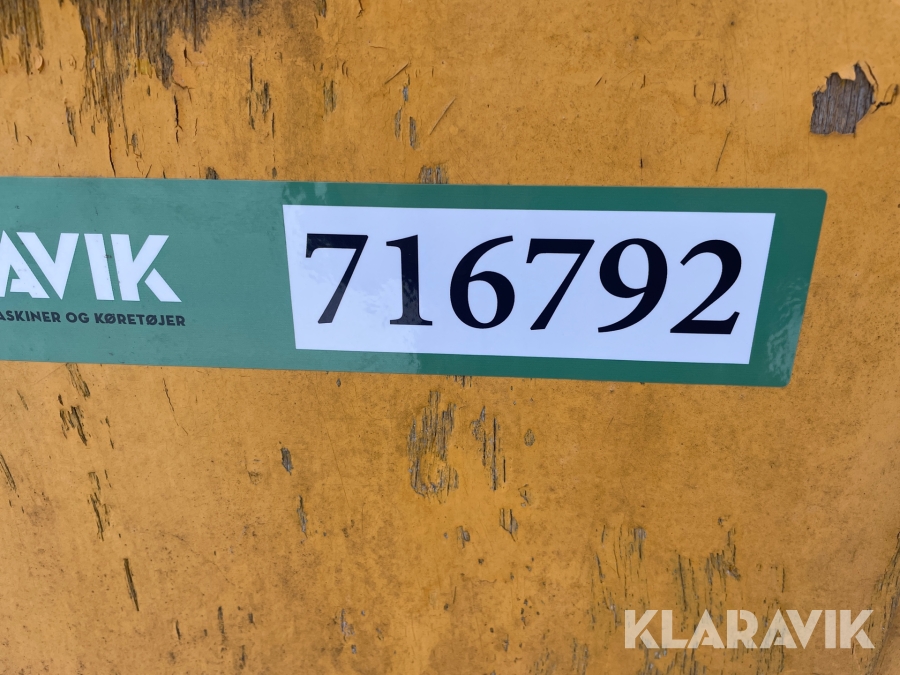 AVIK
716792
ASKINER OG KØRETØJER
KLARAVIK